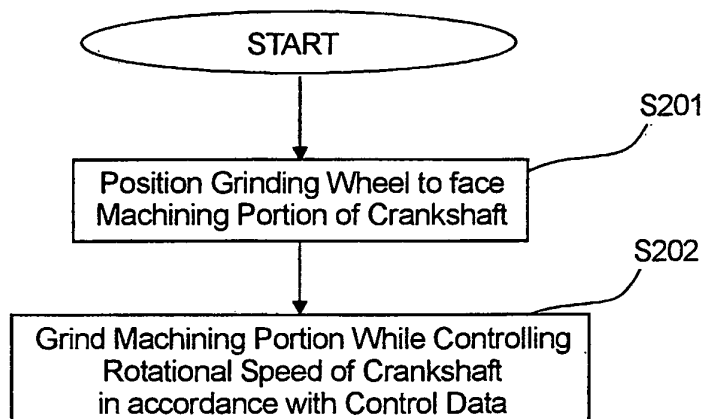 START
S201
Position Grinding Wheel to face
Machining Portion of Crankshaft
S202
Grind Machining Portion While Controlling
Rotational Speed of Crankshaft
in accordance with Control Data